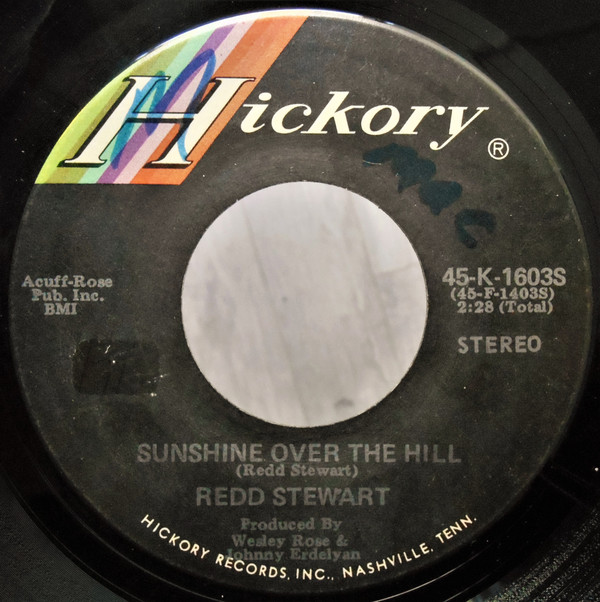 Hickory ®
MAC
Acuff-Rose
Pub. Inc.
BMI
45-K-1603S
(45-F-1403S)
2:28 (Total)
STEREO
SUNSHINE OVER THE HILL
(Redd Stewart)
REDD STEWART
Produced By
Wesley Rose &
Johnny Erdelyan
HICKORY RECORDS, INC., NASHVILLE, TENN.